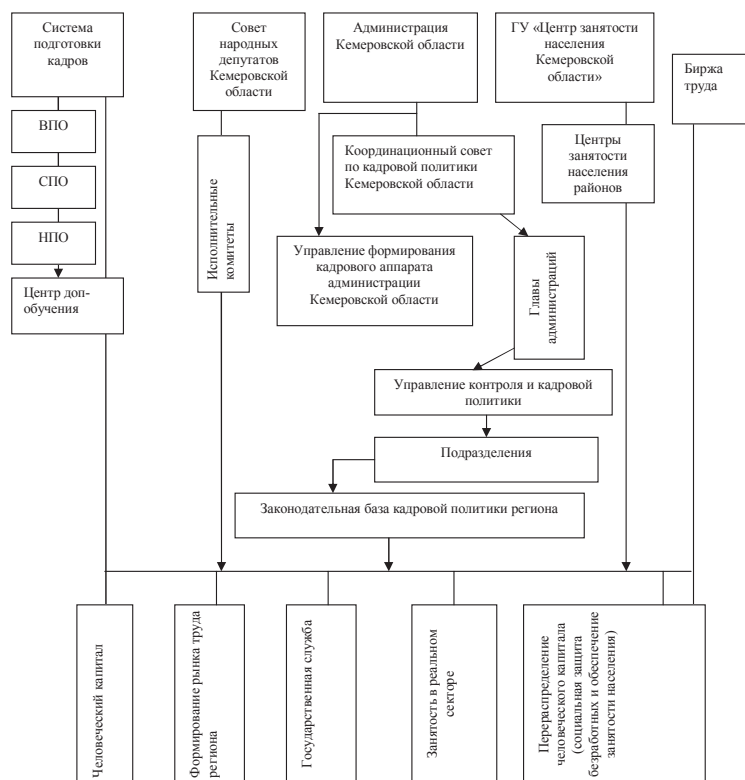 Система
подготовки
кадров
Совет
народных
депутатов
Кемеровской
области
Администрация
Кемеровской области
ГУ «Центр занятости
населения
Кемеровской
области»
Биржа
труда
ВПО
СПО
НПО
Центр доп-
обучения
Исполнительные
комитеты
Координационный совет
по кадровой политики
Кемеровской области
Центры
занятости
населения
районов
Управление формирования
кадрового аппарата
администрации
Кемеровской области
Главы
администраций
Управление контроля и кадровой
политики
Подразделения
Законодательная база кадровой политики региона
Человеческий капитал
Формирование рынка труда
региона
Государственная служба
Занятость в реальном
секторе
Перераспределение
человеческого капитала
(социальная защита
безработных и обеспечение
занятости населения)